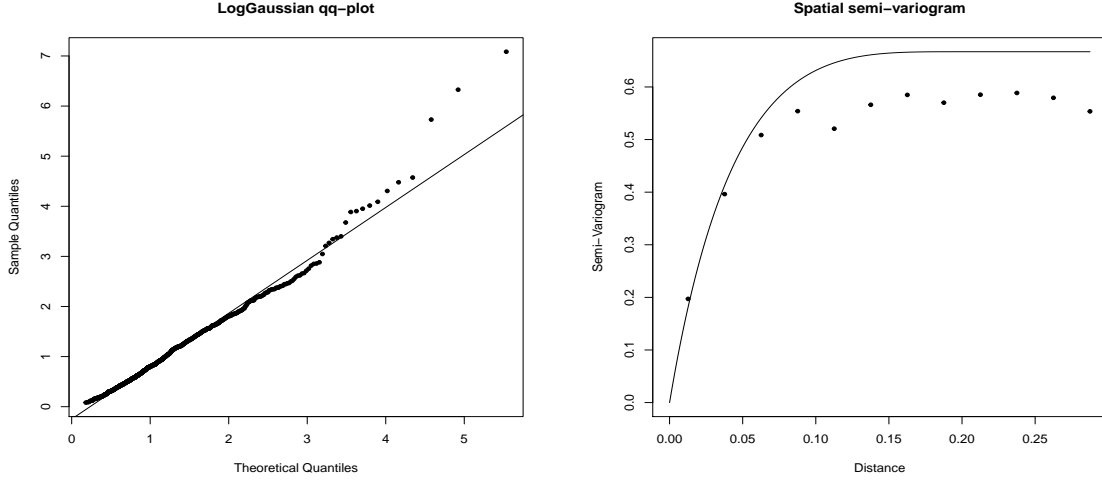 LogGaussian qq−plot
Sample Quantiles
7
6
5
4
3
2
1
0
0 1 2 3 4 5
Theoretical Quantiles
Spatial semi−variogram
Semi−Variogram
0.6
0.5
0.4
0.3
0.2
0.1
0.0
0.00 0.05 0.10 0.15 0.20 0.25
Distance